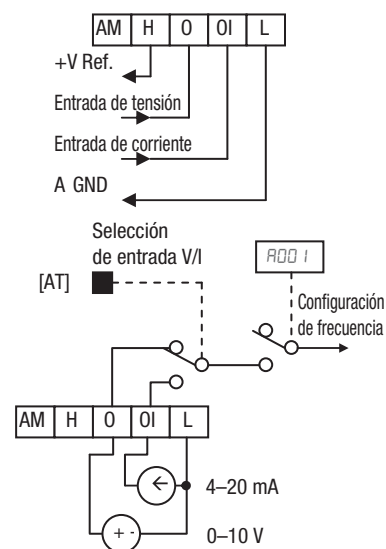 AM H O OI L
+V Ref.
Entrada de tensión
Entrada de corriente
A GND
Selección
de entrada V/I
A001
[AT]
Configuración
de frecuencia
AM H O OI L
4–20 mA
+ -
0–10 V